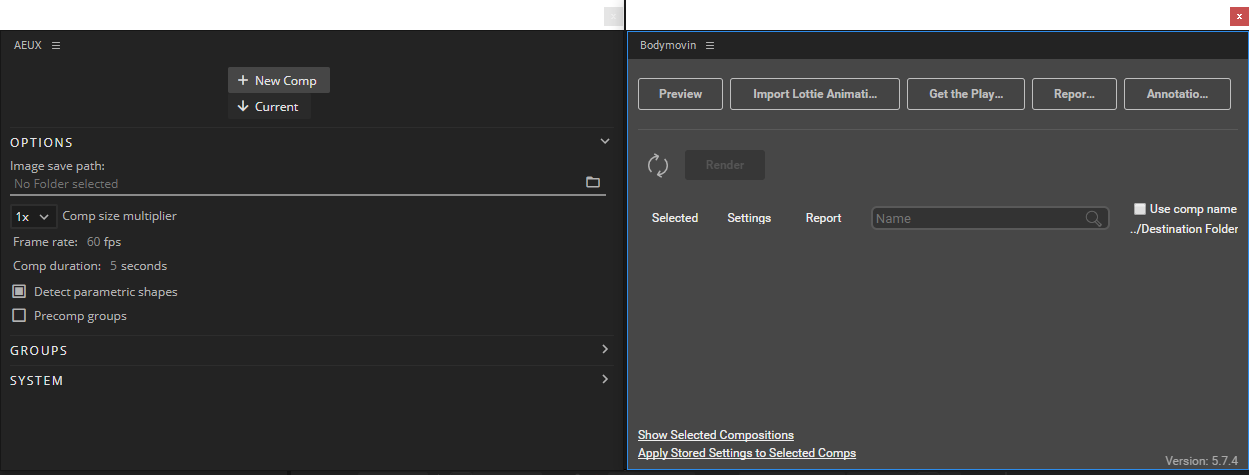 AEUX
New Comp
Current
OPTIONS
Image save path:
No Folder selected
1x Comp size multiplier
Frame rate: 60 fps
Comp duration: 5 seconds
Detect parametric shapes
Precomp groups
GROUPS
SYSTEM
x
Bodymovin
Preview Import Lottie Animati... Get the Play... Repor... Annotatio...
Render
Selected Settings Report Name Use comp name
../Destination Folder
Show Selected Compositions
Apply Stored Settings to Selected Comps
Version: 5.7.4